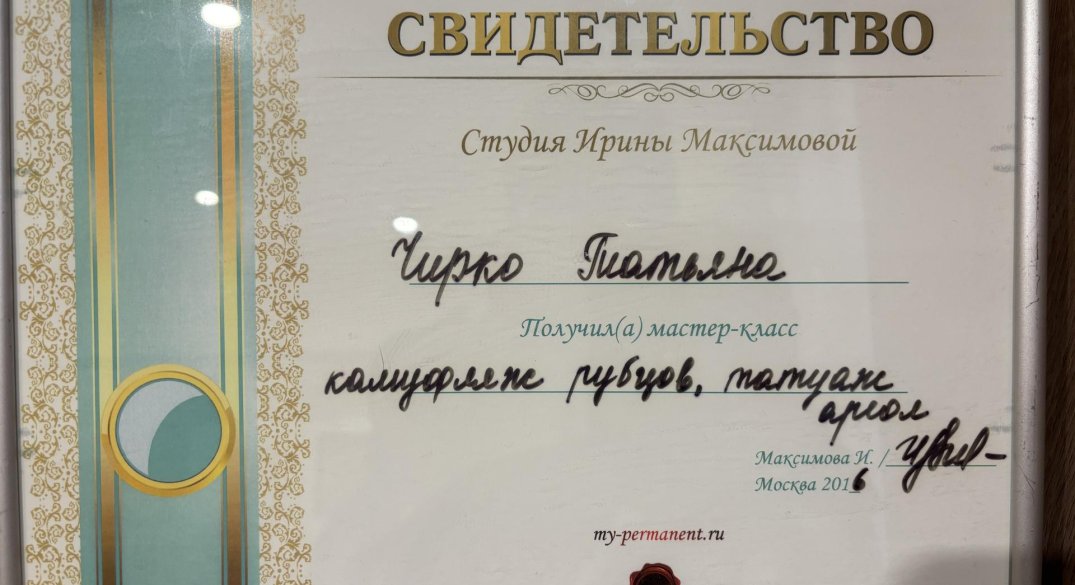 СВИДЕТЕЛЬСТВО
Студия Ирины Максимовой
Чирко Татьяна
Получил(а) мастер-класс
камуфляж рубцов, татуаж
ареол
Максимова И. /
Москва 2016
my-permanent.ru